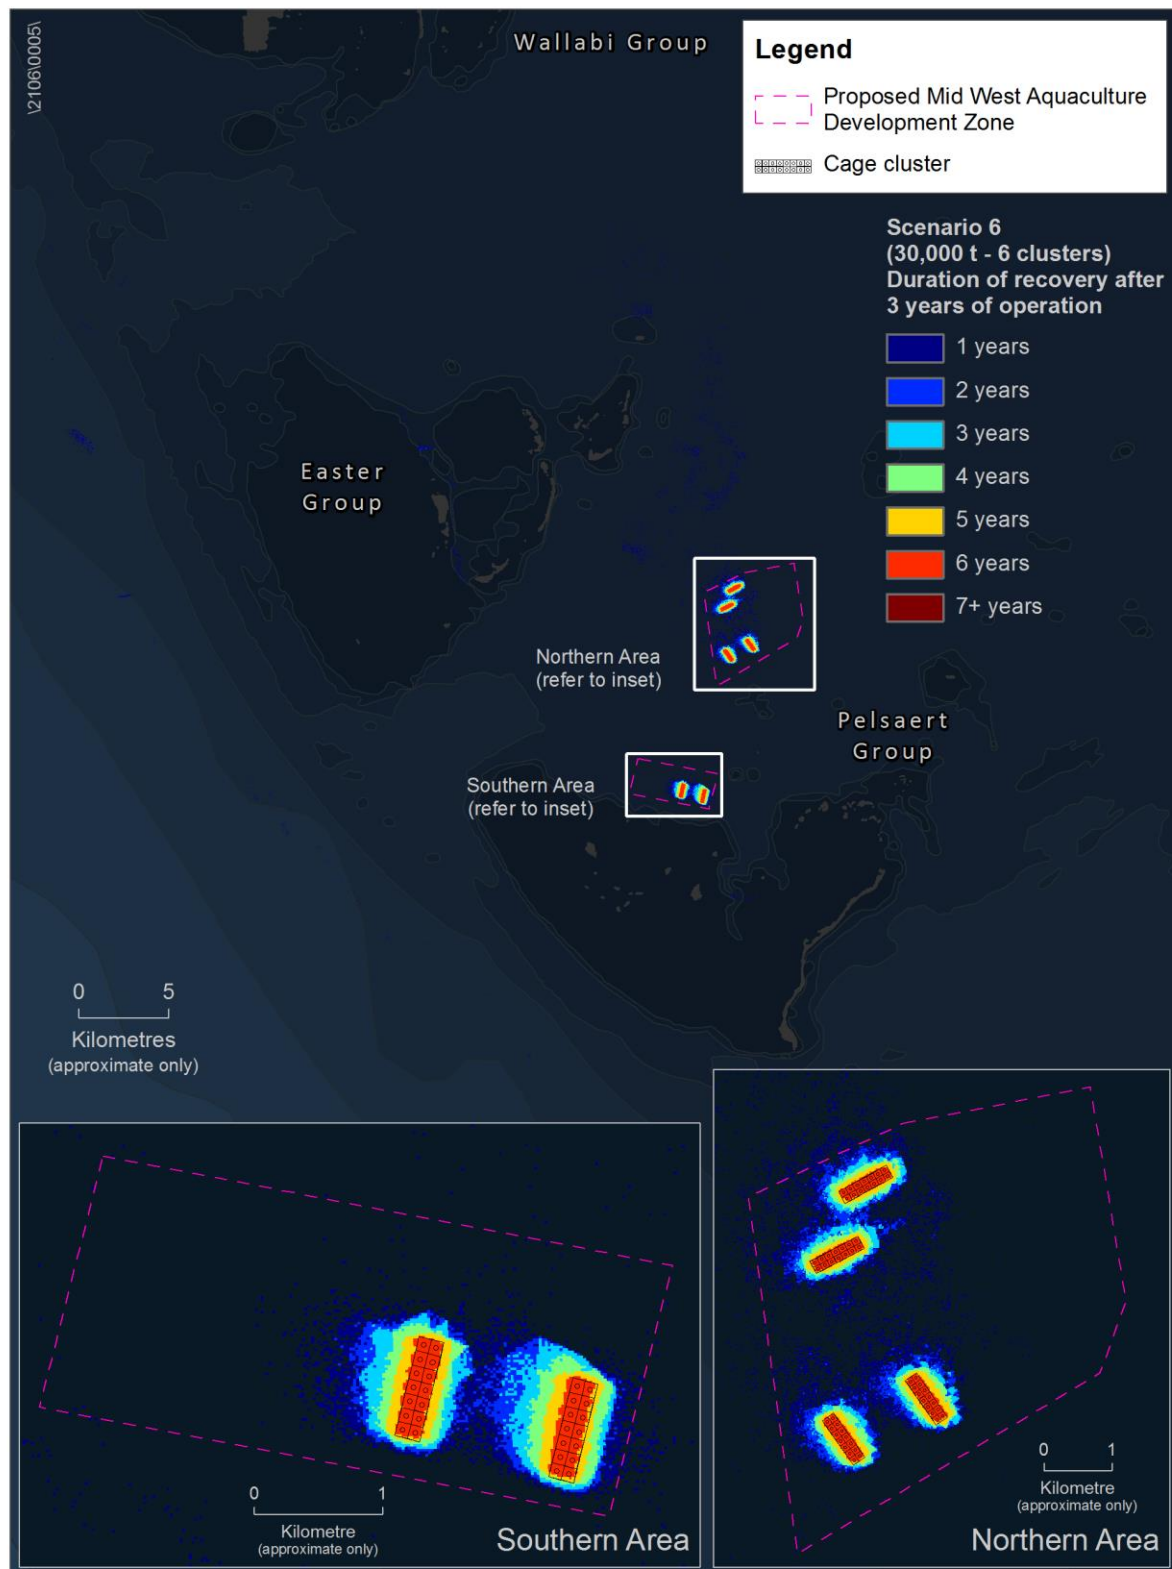 \2106\0005\
Wallabi Group
Legend
Proposed Mid West Aquaculture
Development Zone
Cage cluster
Scenario 6
(30,000 t - 6 clusters)
Duration of recovery after
3 years of operation
1 years
2 years
3 years
4 years
5 years
6 years
7+ years
Easter
Group
Northern Area
(refer to inset)
Pelsaert
Group
Southern Area
(refer to inset)
0 5
Kilometres
(approximate only)
0 1
Kilometre
(approximate only)
Southern Area
0 1
Kilometre
(approximate only)
Northern Area